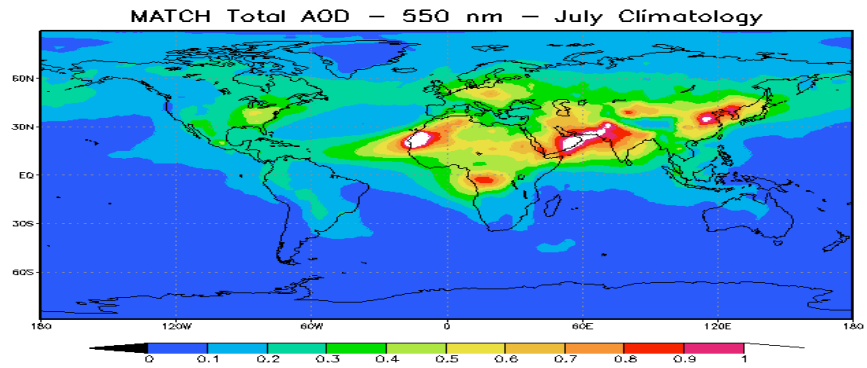 MATCH Total AOD – 550 nm – July Climatology
60N
30N
EQ
30S
60S
180 120W 60W 0 60E 120E 180
0 0.1 0.2 0.3 0.4 0.5 0.6 0.7 0.8 0.9 1